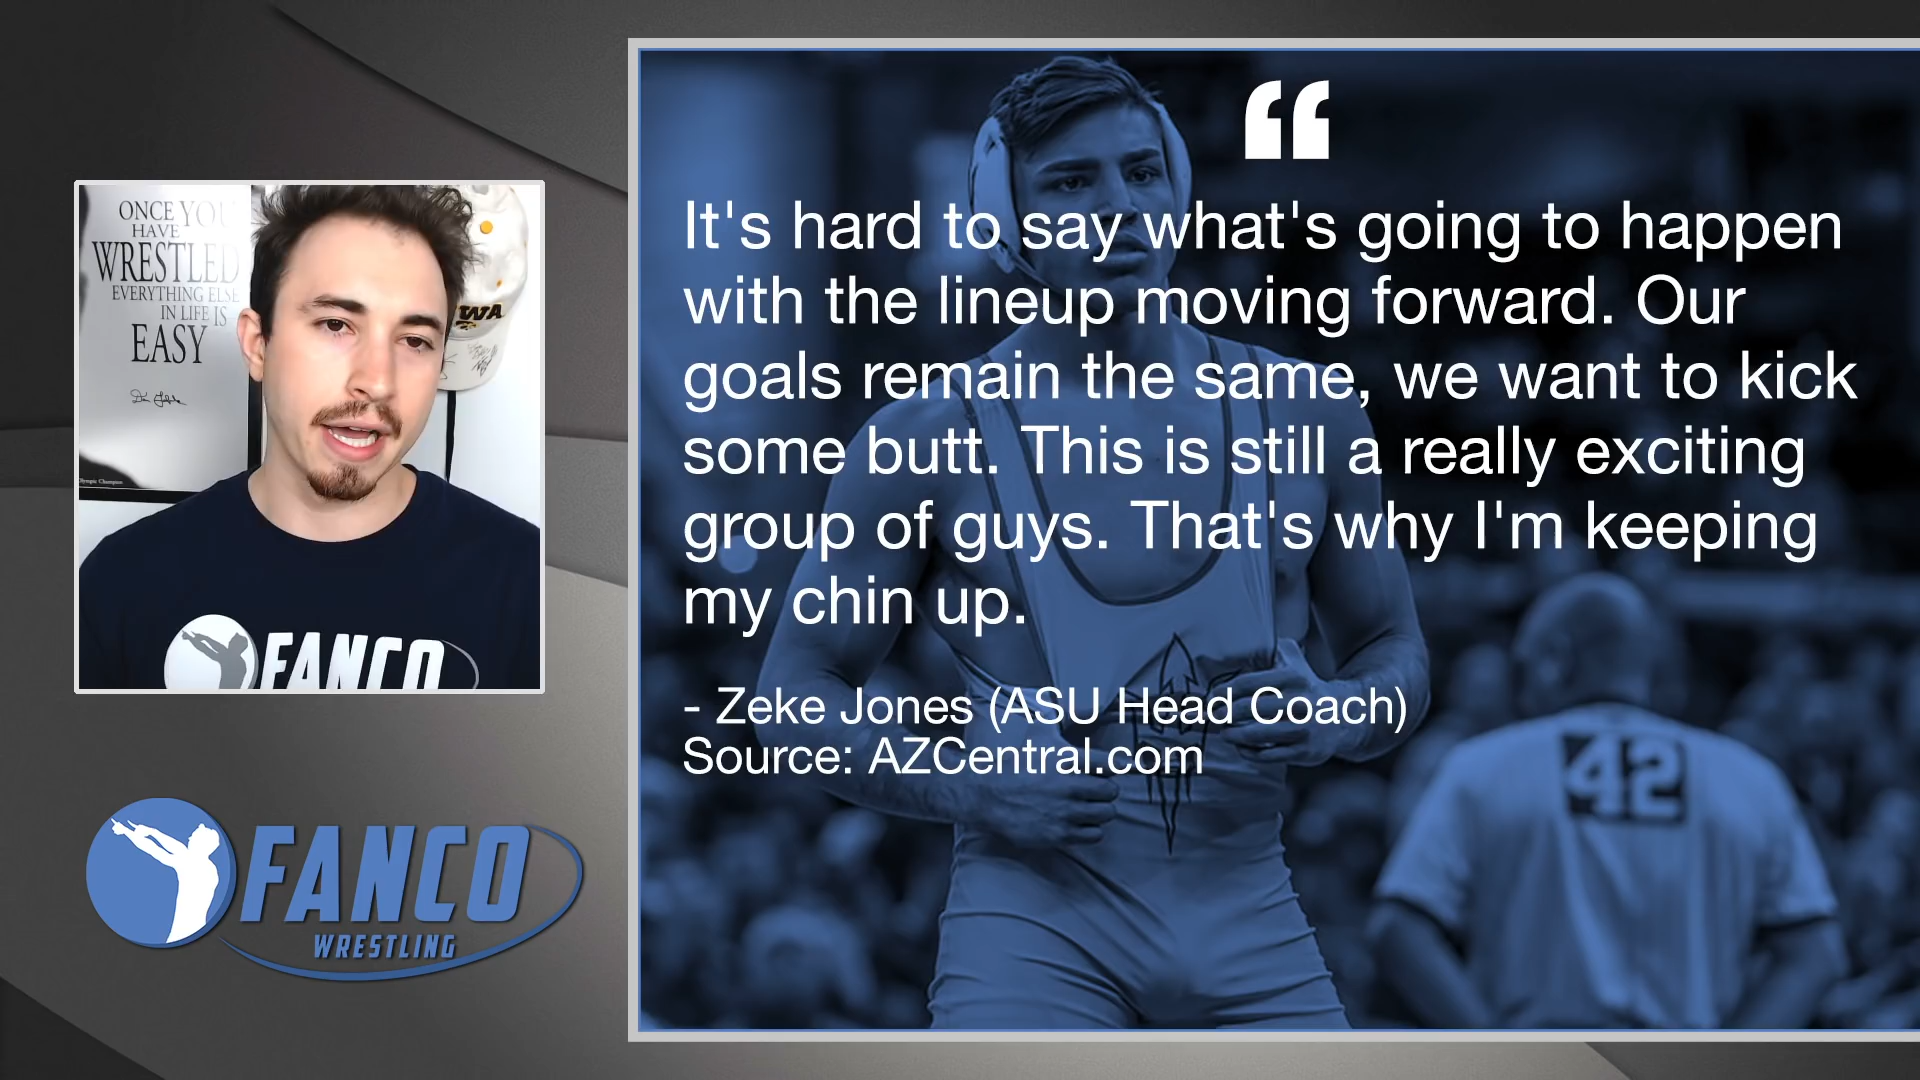 ONCE YOU
HAVE
WRESTLED
EVERYTHING ELSE
IN LIFE IS
EASY
WA
FANCO
FANCO
WRESTLING
It's hard to say what's going to happen
with the lineup moving forward. Our
goals remain the same, we want to kick
some butt. This is still a really exciting
group of guys. That's why I'm keeping
my chin up.
- Zeke Jones (ASU Head Coach)
Source: AZCentral.com
42